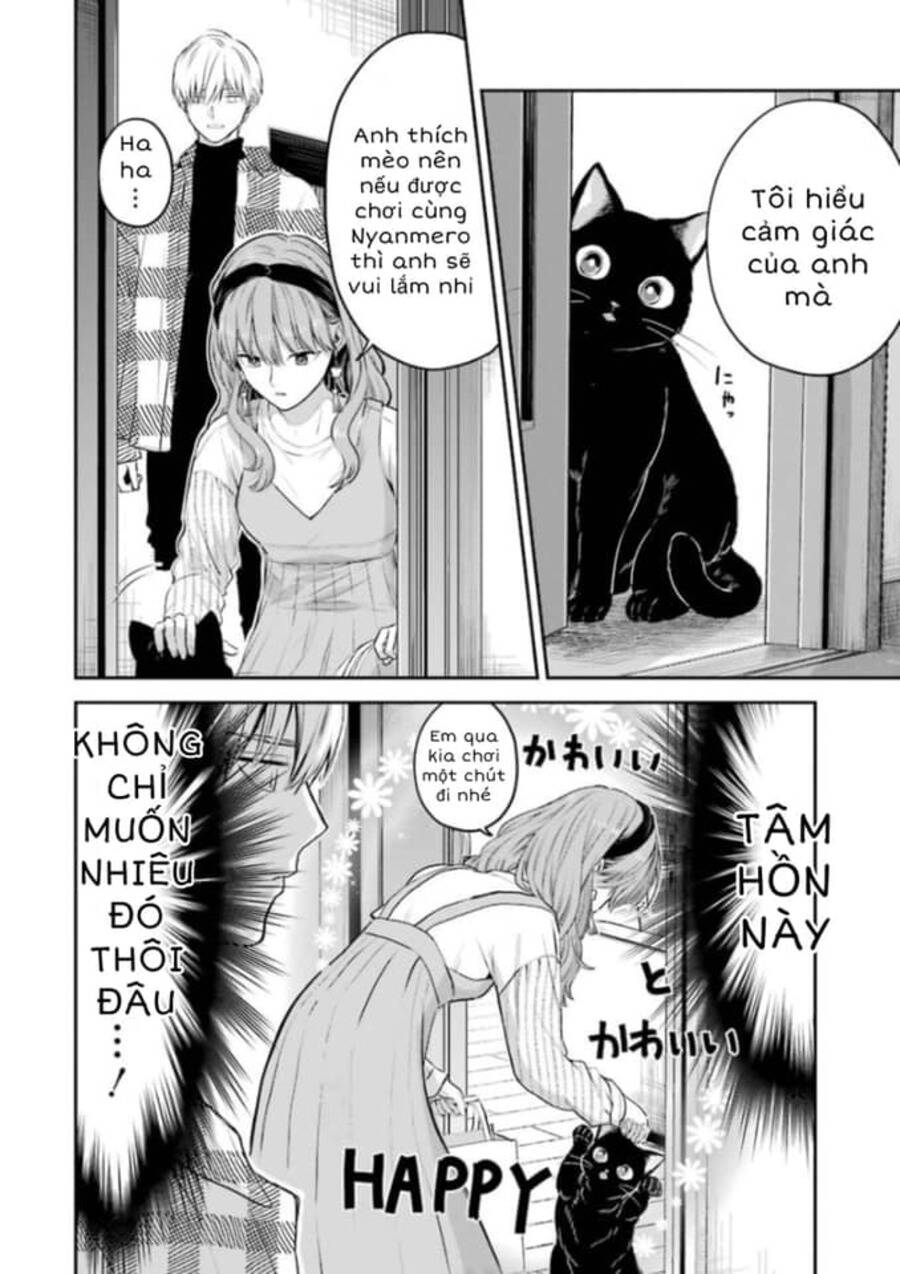 Tôi hiểu
cảm giác
của anh
mà
にゃっ
Anh thích
mèo nên
nếu được
chơi cùng
Nyanmero
thì anh sẽ
vui lắm nhi
Ha
ha
...
TÂM
HỒN
NÀY
Em qua
kia chơi
một chút
đi nhé
かわいい
と
かわいい
HAPPY
KHÔNG
CHỈ
MUỐN
NHIÊU
ĐÓ
THÔI
ĐÂU
.....!